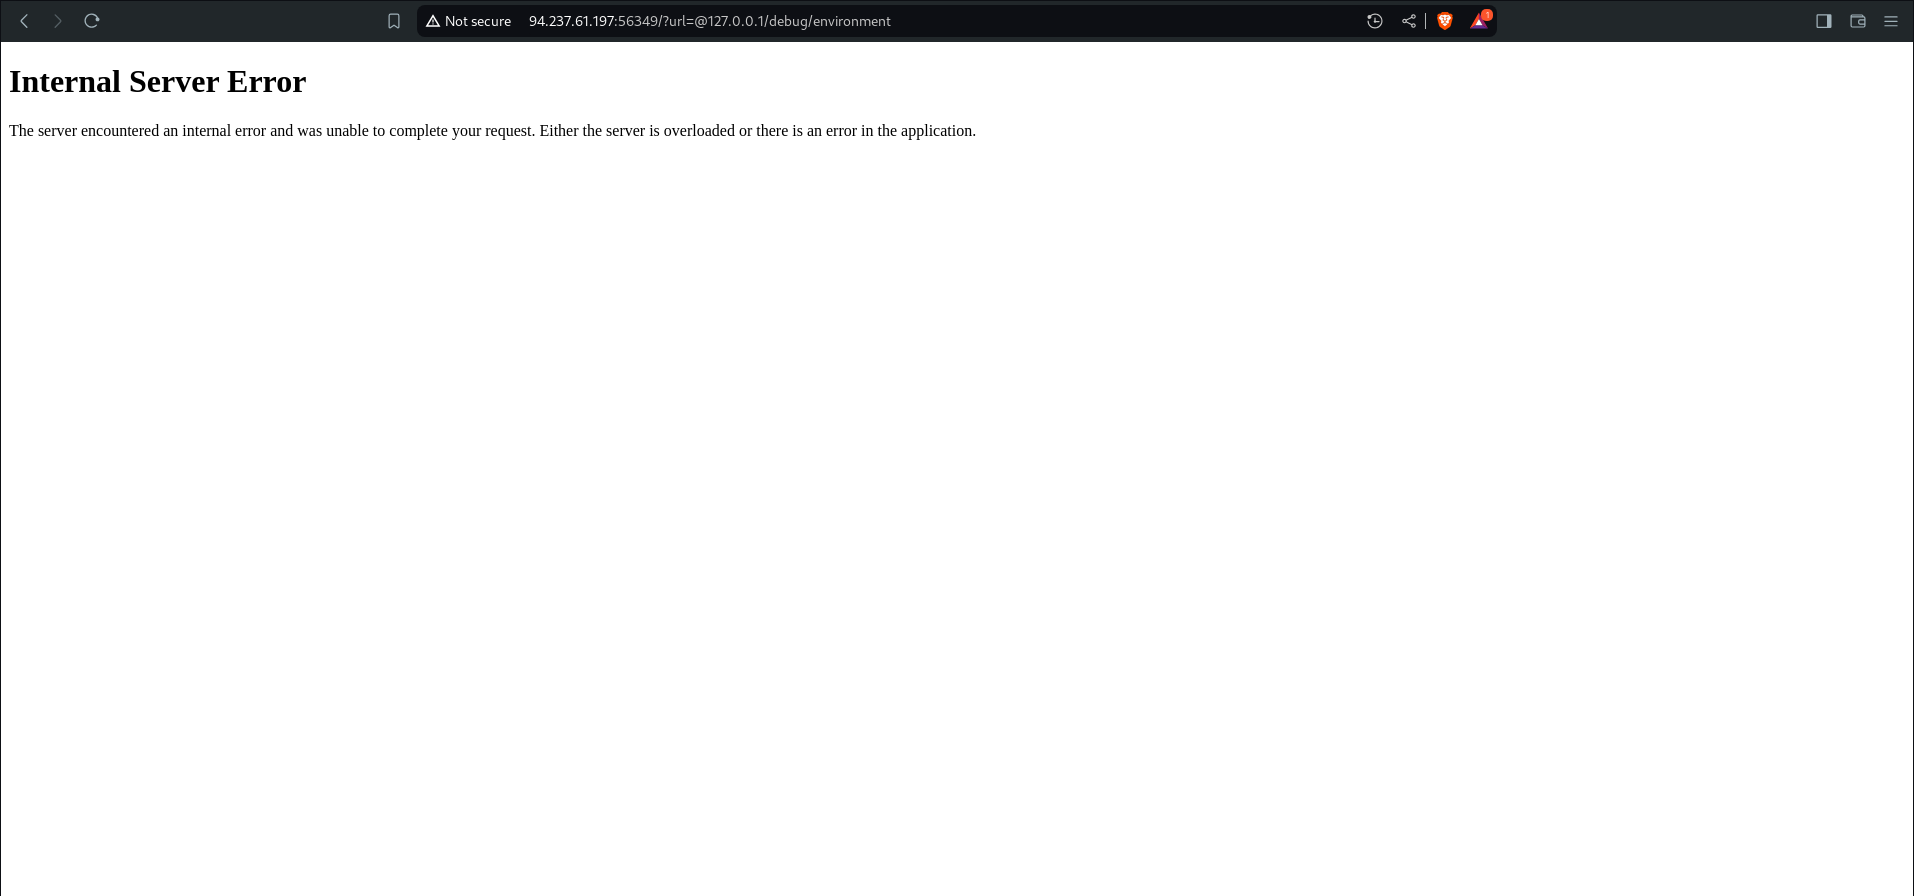 Not secure 94.237.61.197:56349/?url=@127.0.0.1/debug/environment 1
Internal Server Error
The server encountered an internal error and was unable to complete your request. Either the server is overloaded or there is an error in the application.